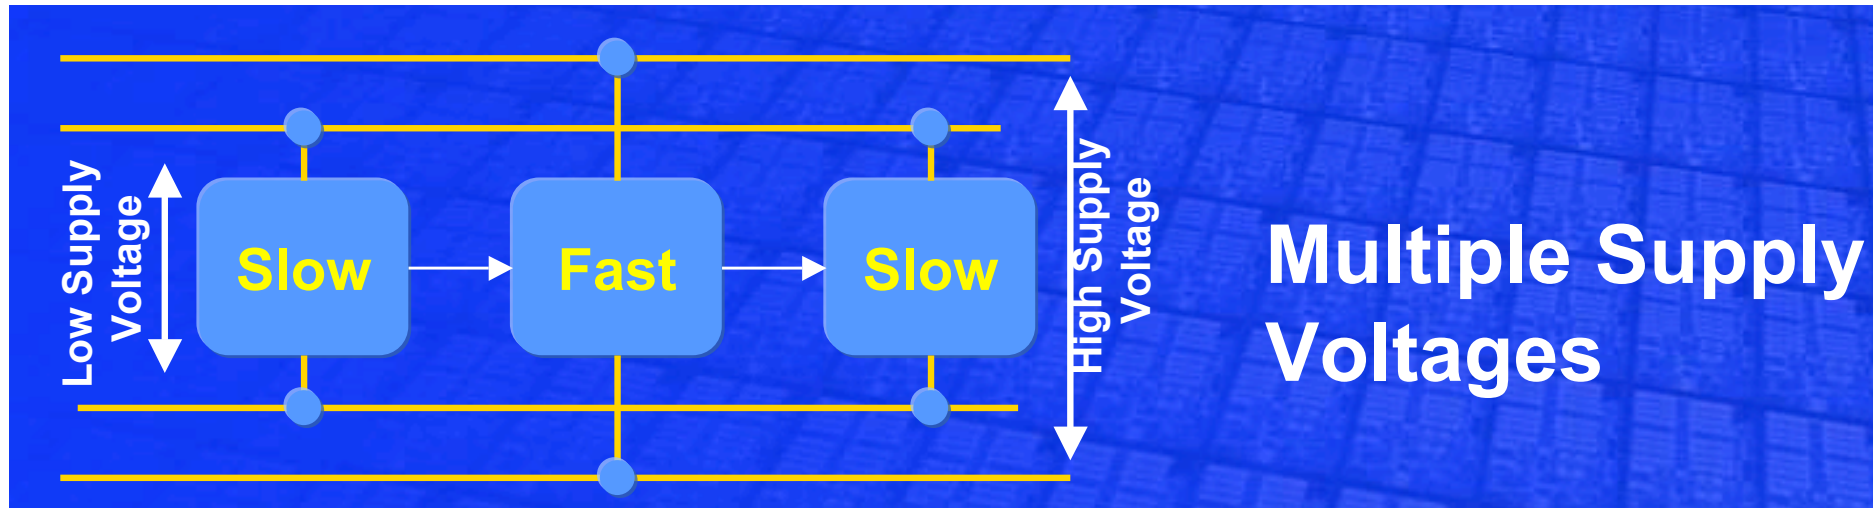 Low Supply
Voltage
Slow
Fast
Slow
High Supply
Voltage
Multiple Supply
Voltages